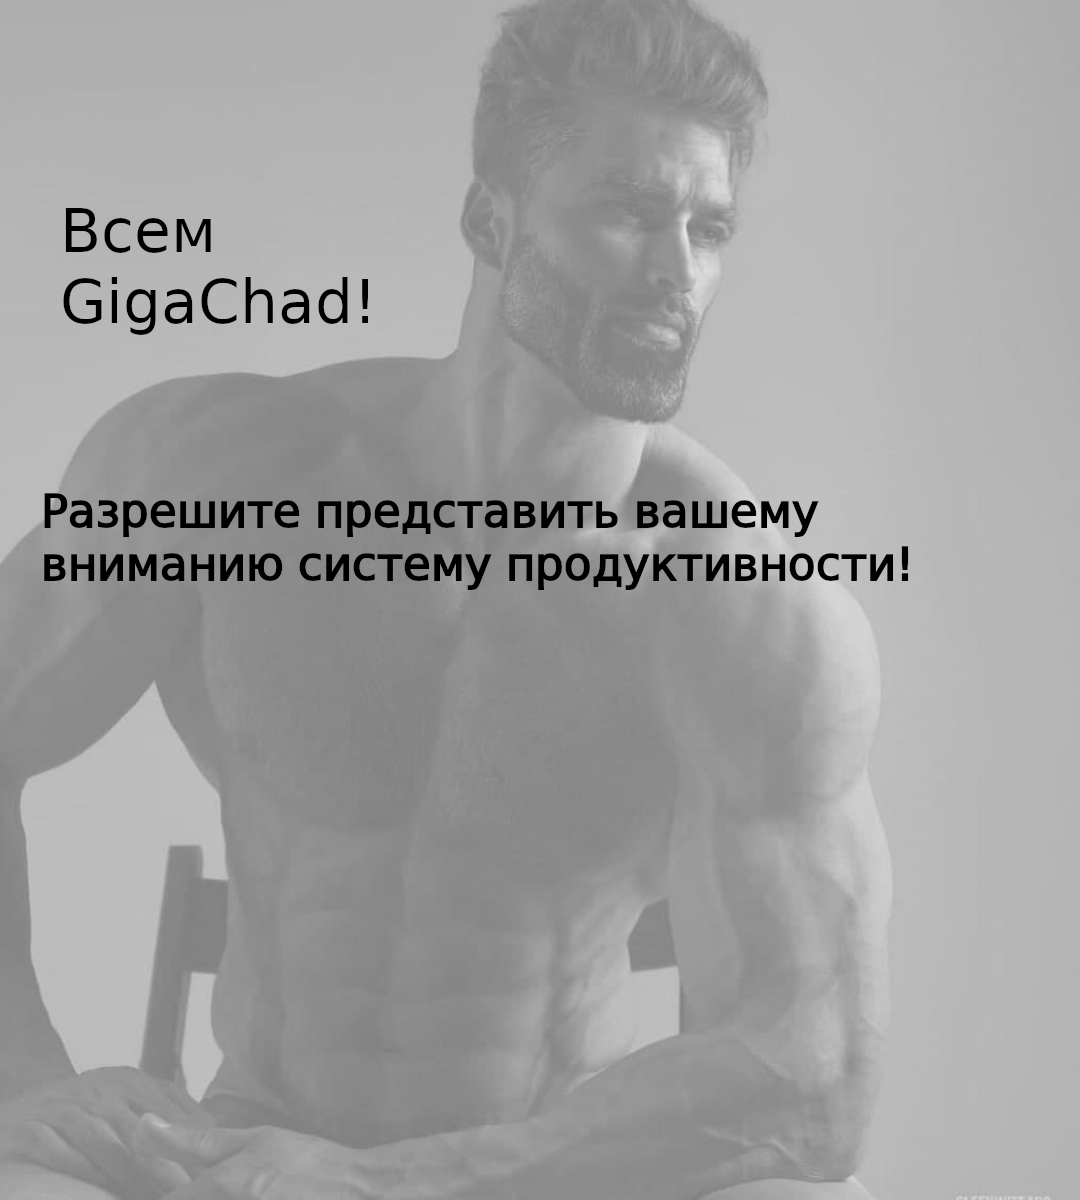 Всем
GigaChad!
Разрешите представить вашему
вниманию систему продуктивности!